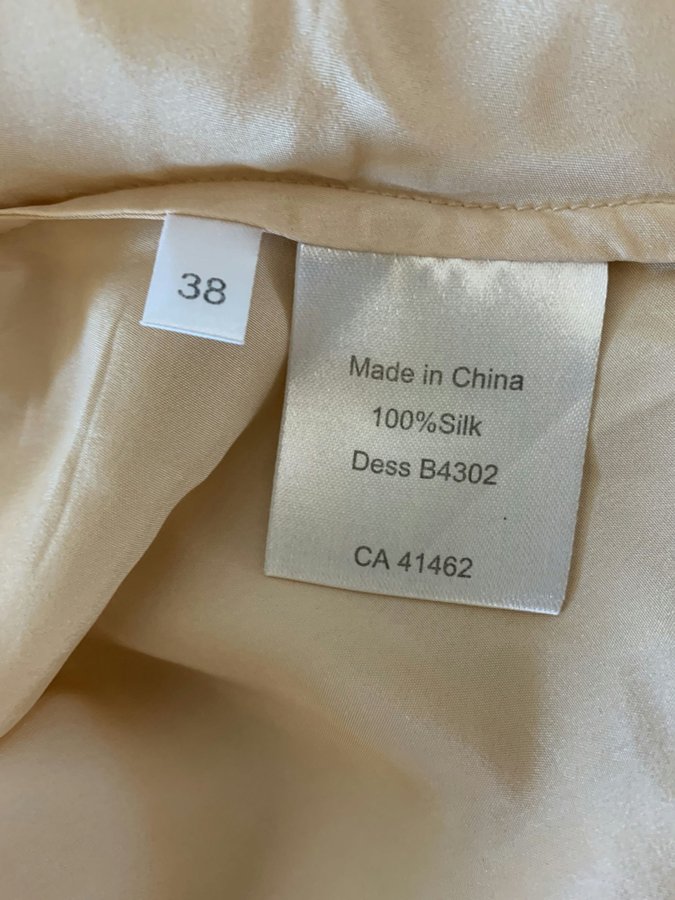 38
Made in China
100%Silk
Dess B4302
CA 41462